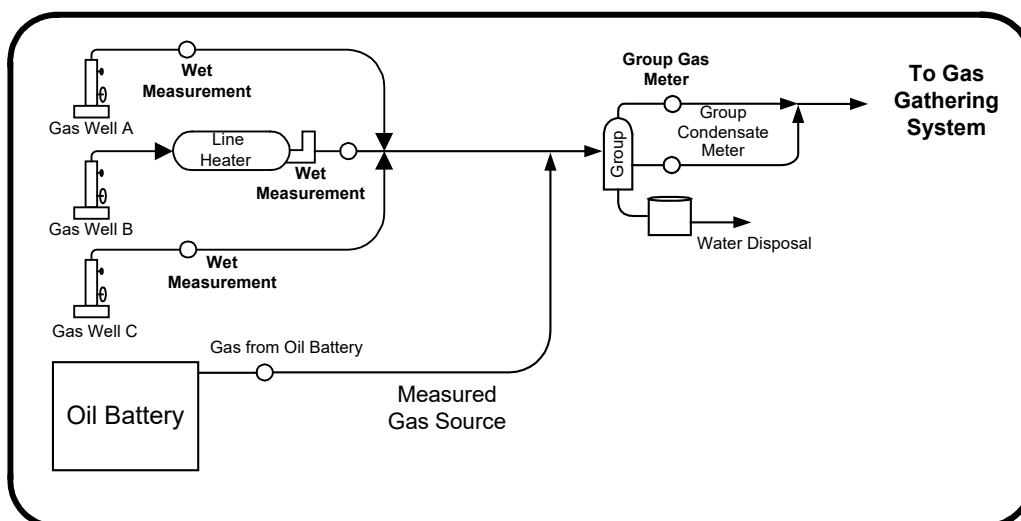 Wet
Measurement
Gas Well A
Line
Heater
Wet
Measurement
Gas Well B
Wet
Measurement
Gas Well C
Gas from Oil Battery
Oil Battery
Measured
Gas Source
Group Gas
Meter
Group
Condensate
Meter
Group
Water Disposal
To Gas
Gathering
System